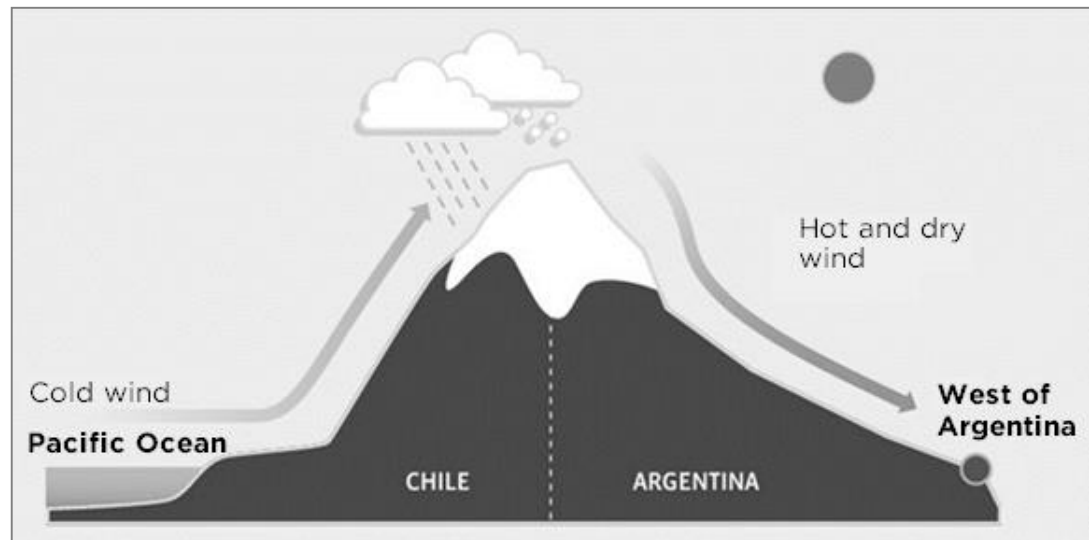 Hot and dry
wind
Cold wind
Pacific Ocean
West of
Argentina
CHILE
ARGENTINA